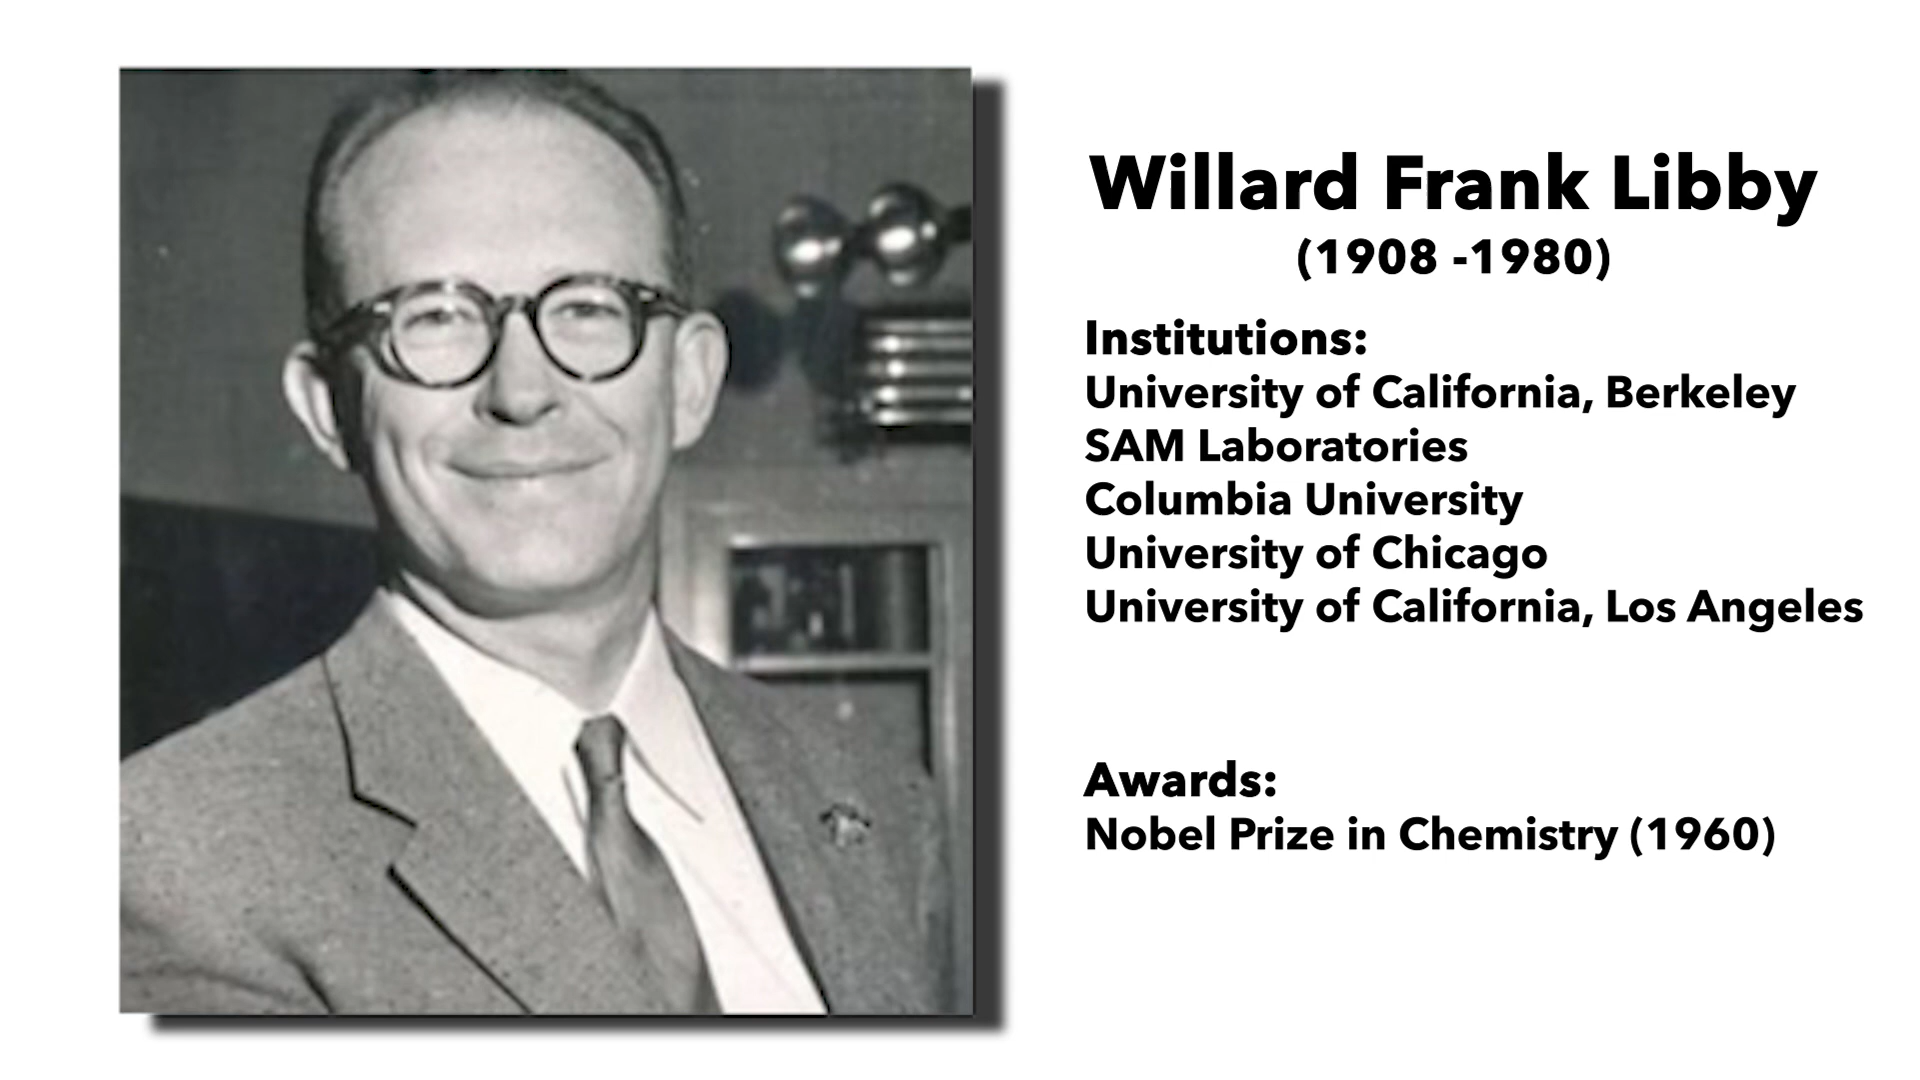 Willard Frank Libby
(1908 -1980)
Institutions:
University of California, Berkeley
SAM Laboratories
Columbia University
University of Chicago
University of California, Los Angeles
Awards:
Nobel Prize in Chemistry (1960)